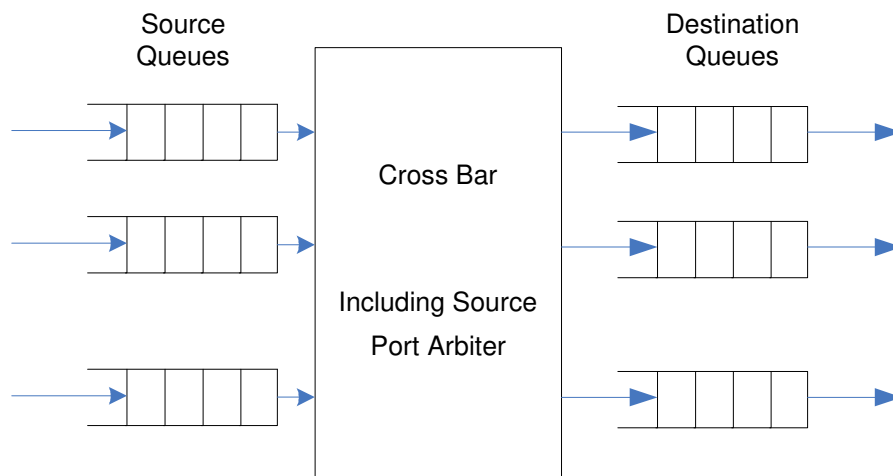 Source
Queues
Destination
Queues
Cross Bar
Including Source
Port Arbiter